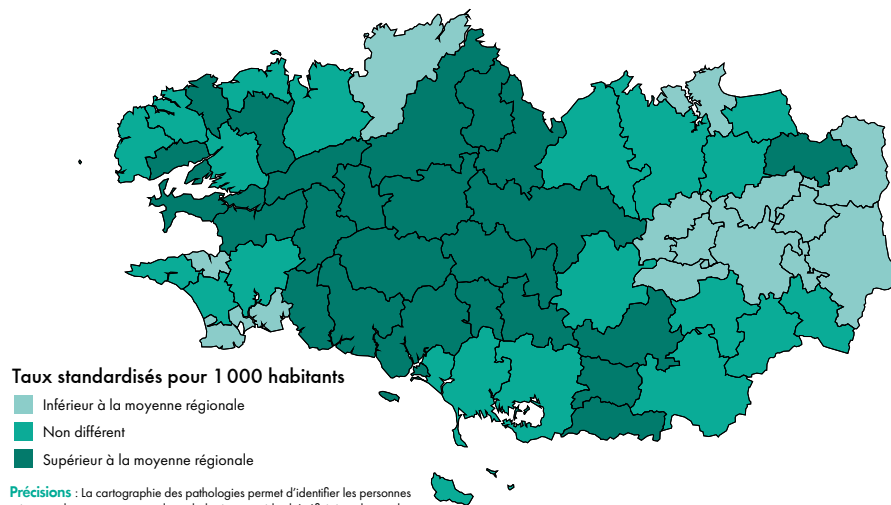 Taux standardisés pour 1 000 habitants
Inférieur à la moyenne régionale
Non différent
Supérieur à la moyenne régionale
Précisions : La cartographie des pathologies permet d'identifier les personnes